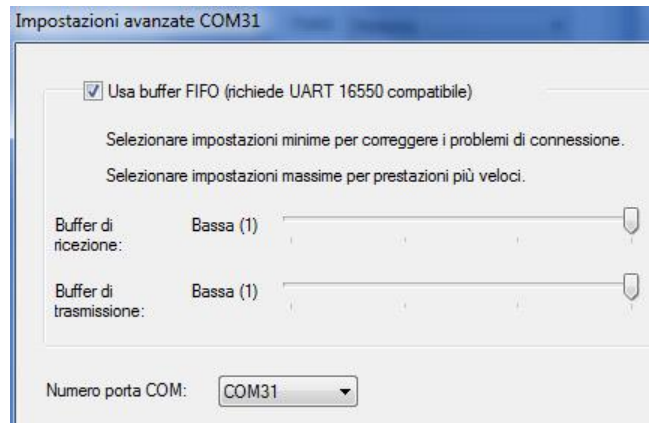 Impostazioni avanzate COM31
Usa buffer FIFO (richiede UART 16550 compatibile)
Selezionare impostazioni minime per correggere i problemi di connessione.
Selezionare impostazioni massime per prestazioni più veloci.
Buffer di
ricezione:
Bassa (1)
Buffer di
trasmissione:
Bassa (1)
Numero porta COM:
COM31